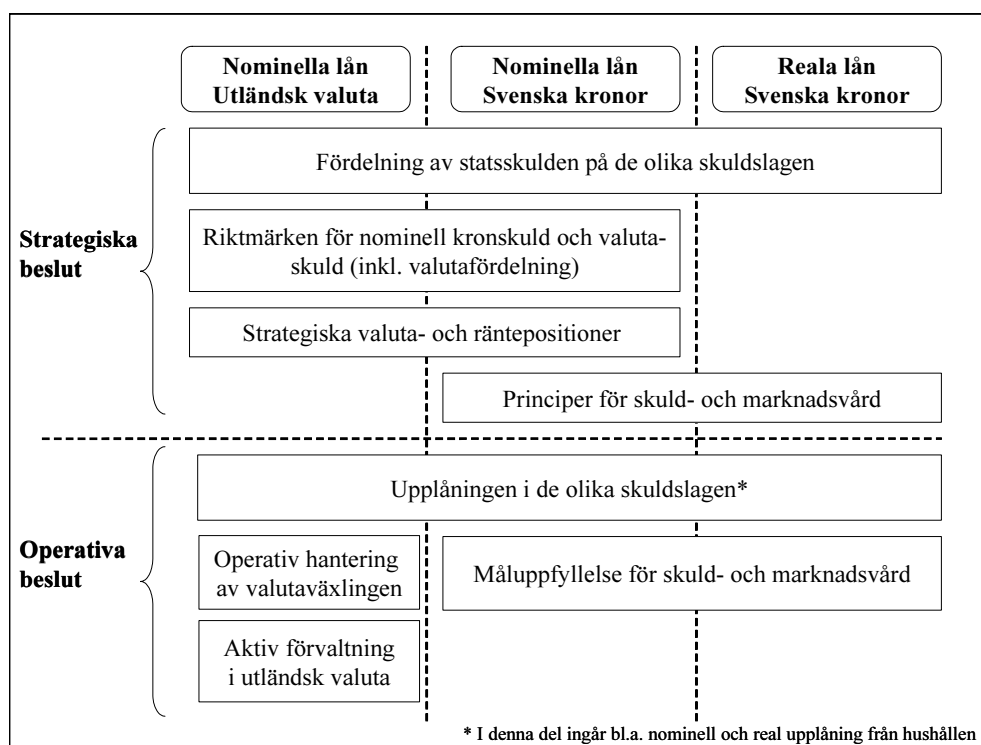 Nominella lån
Utländsk valuta
Nominella lån
Svenska kronor
Reala lån
Svenska kronor
Strategiska
beslut
Fördelning av statsskulden på de olika skuldslagen
Riktmärken för nominell kronskuld och valuta-
skuld (inkl. valutafördelning)
Strategiska valuta- och räntepositioner
Principer för skuld- och marknadsvård
Operativa
beslut
Upplåningen i de olika skuldslagen*
Operativ hantering
av valutaväxlingen
Måluppfyllelse för skuld- och marknadsvård
Aktiv förvaltning
i utländsk valuta
* I denna del ingår bl.a. nominell och real upplåning från hushållen